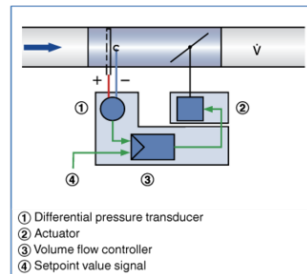 V̇
+ −
①
②
④
③
① Differential pressure transducer
② Actuator
③ Volume flow controller
④ Setpoint value signal